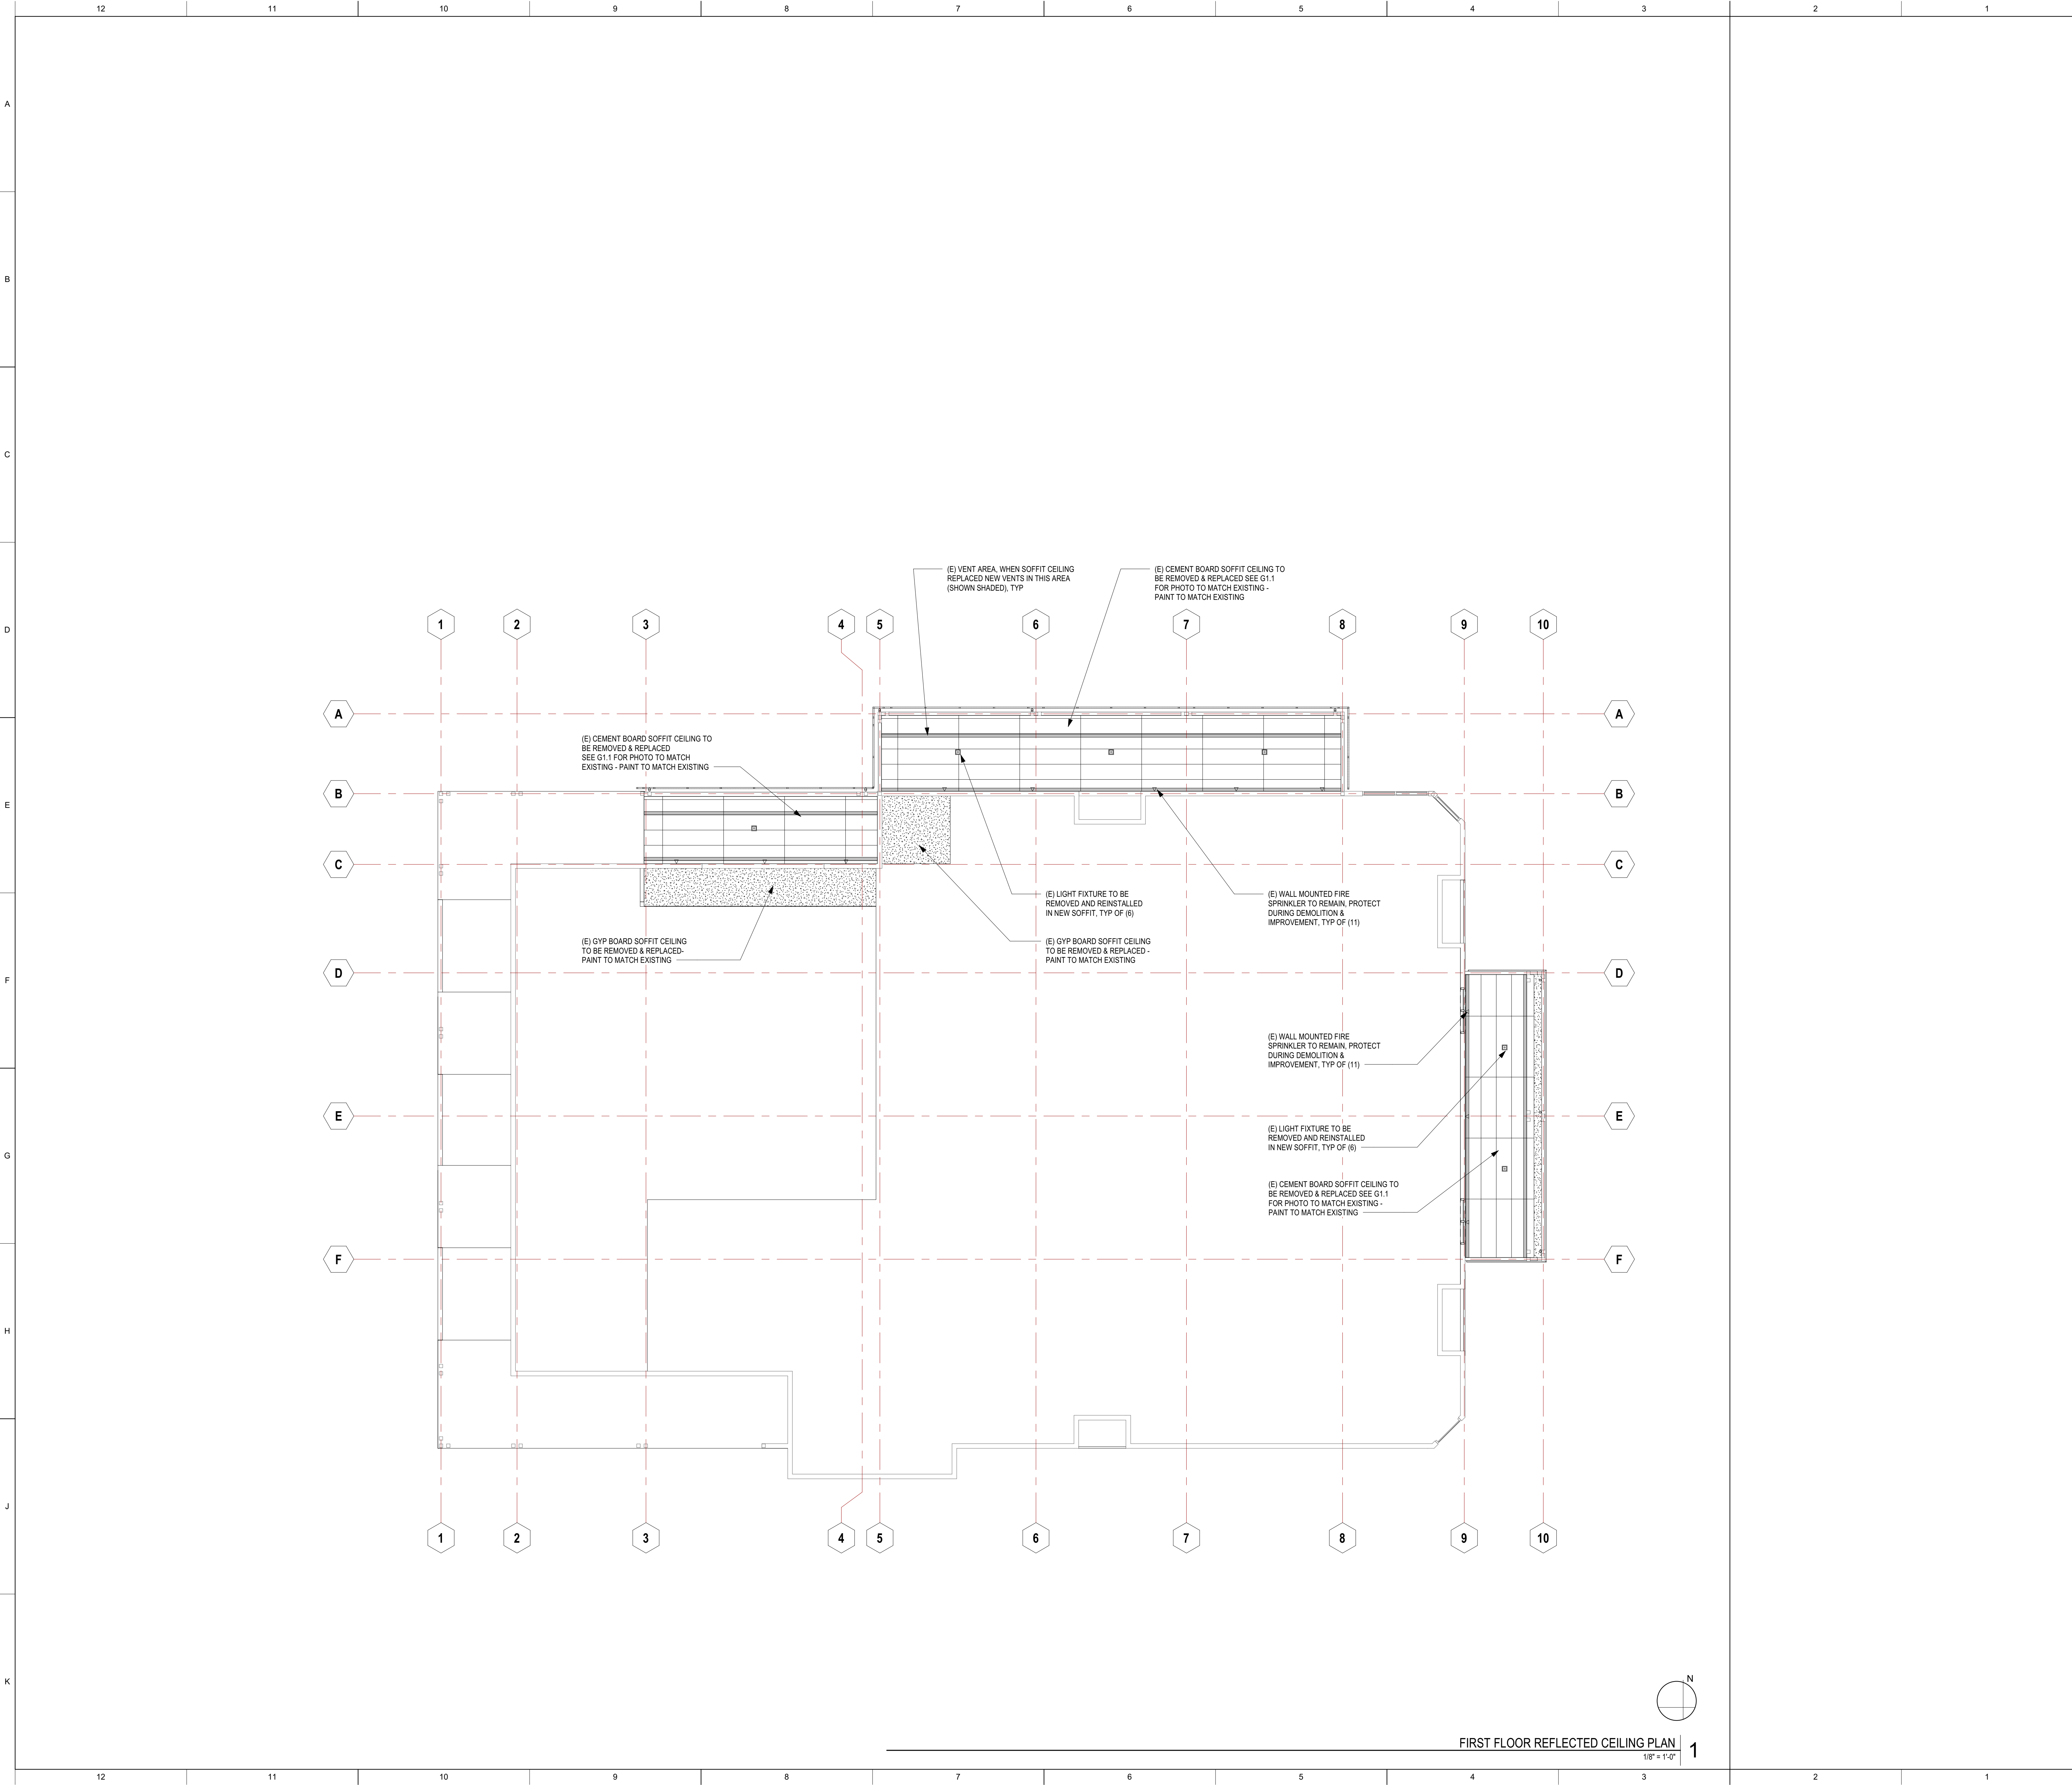 12 11 10 9 8 7 6 5 4 3 2 1
A
B
C
D
E
F
G
H
J
K
(E) VENT AREA, WHEN SOFFIT CEILING
REPLACED NEW VENTS IN THIS AREA
(SHOWN SHADED), TYP
(E) CEMENT BOARD SOFFIT CEILING TO
BE REMOVED & REPLACED SEE G1.1
FOR PHOTO TO MATCH EXISTING -
PAINT TO MATCH EXISTING
1 2 3 4 5 6 7 8 9 10
A A
(E) CEMENT BOARD SOFFIT CEILING TO
BE REMOVED & REPLACED
SEE G1.1 FOR PHOTO TO MATCH
EXISTING - PAINT TO MATCH EXISTING
B B
C C
(E) LIGHT FIXTURE TO BE
REMOVED AND REINSTALLED
IN NEW SOFFIT, TYP OF (6)
(E) WALL MOUNTED FIRE
SPRINKLER TO REMAIN, PROTECT
DURING DEMOLITION &
IMPROVEMENT, TYP OF (11)
(E) GYP BOARD SOFFIT CEILING
TO BE REMOVED & REPLACED-
PAINT TO MATCH EXISTING
(E) GYP BOARD SOFFIT CEILING
TO BE REMOVED & REPLACED -
PAINT TO MATCH EXISTING
D D
(E) WALL MOUNTED FIRE
SPRINKLER TO REMAIN, PROTECT
DURING DEMOLITION &
IMPROVEMENT, TYP OF (11)
E E
(E) LIGHT FIXTURE TO BE
REMOVED AND REINSTALLED
IN NEW SOFFIT, TYP OF (6)
(E) CEMENT BOARD SOFFIT CEILING TO
BE REMOVED & REPLACED SEE G1.1
FOR PHOTO TO MATCH EXISTING -
PAINT TO MATCH EXISTING
F F
1 2 3 4 5 6 7 8 9 10
N
FIRST FLOOR REFLECTED CEILING PLAN
1/8" = 1'-0"
1
12 11 10 9 8 7 6 5 4 3 2 1